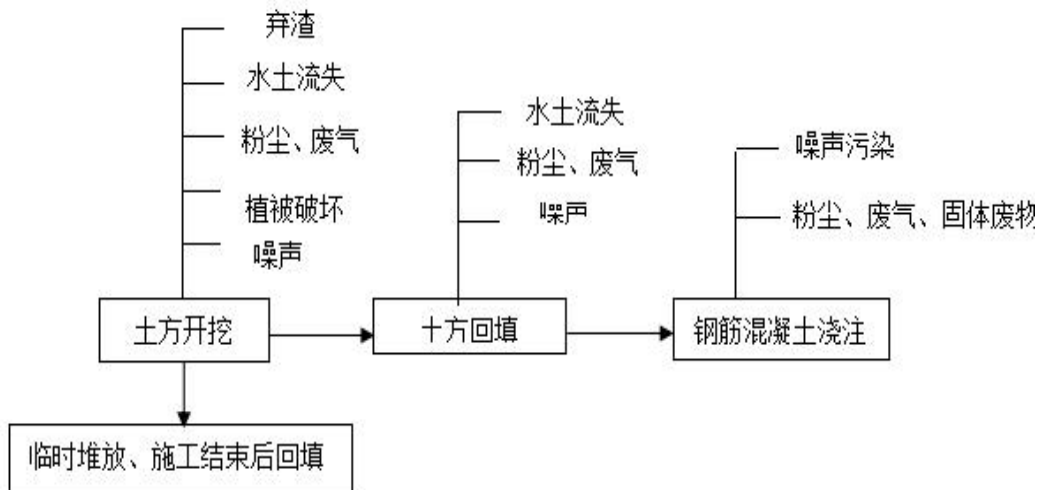 弃渣
水土流失
粉尘、废气
植被破坏
噪声
水土流失
粉尘、废气
噪声
噪声污染
粉尘、废气、固体废物
土方开挖
十方回填
钢筋混凝土浇注
临时堆放、施工结束后回填